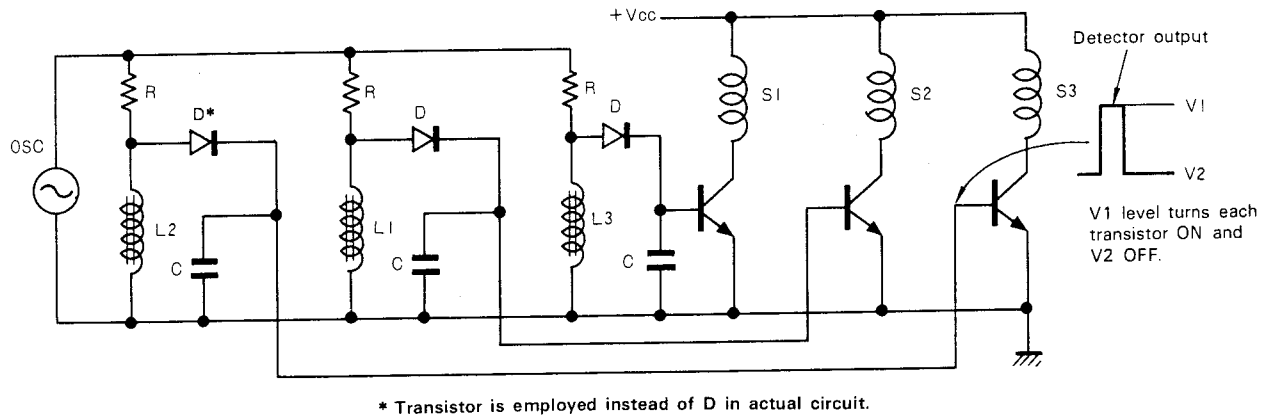 +Vcc
Detector output
R
R
R
S1
S2
S3
D*
D
D
V1
OSC
V2
L2
L1
L3
C
C
C
V1 level turns each
transistor ON and
V2 OFF.
* Transistor is employed instead of D in actual circuit.